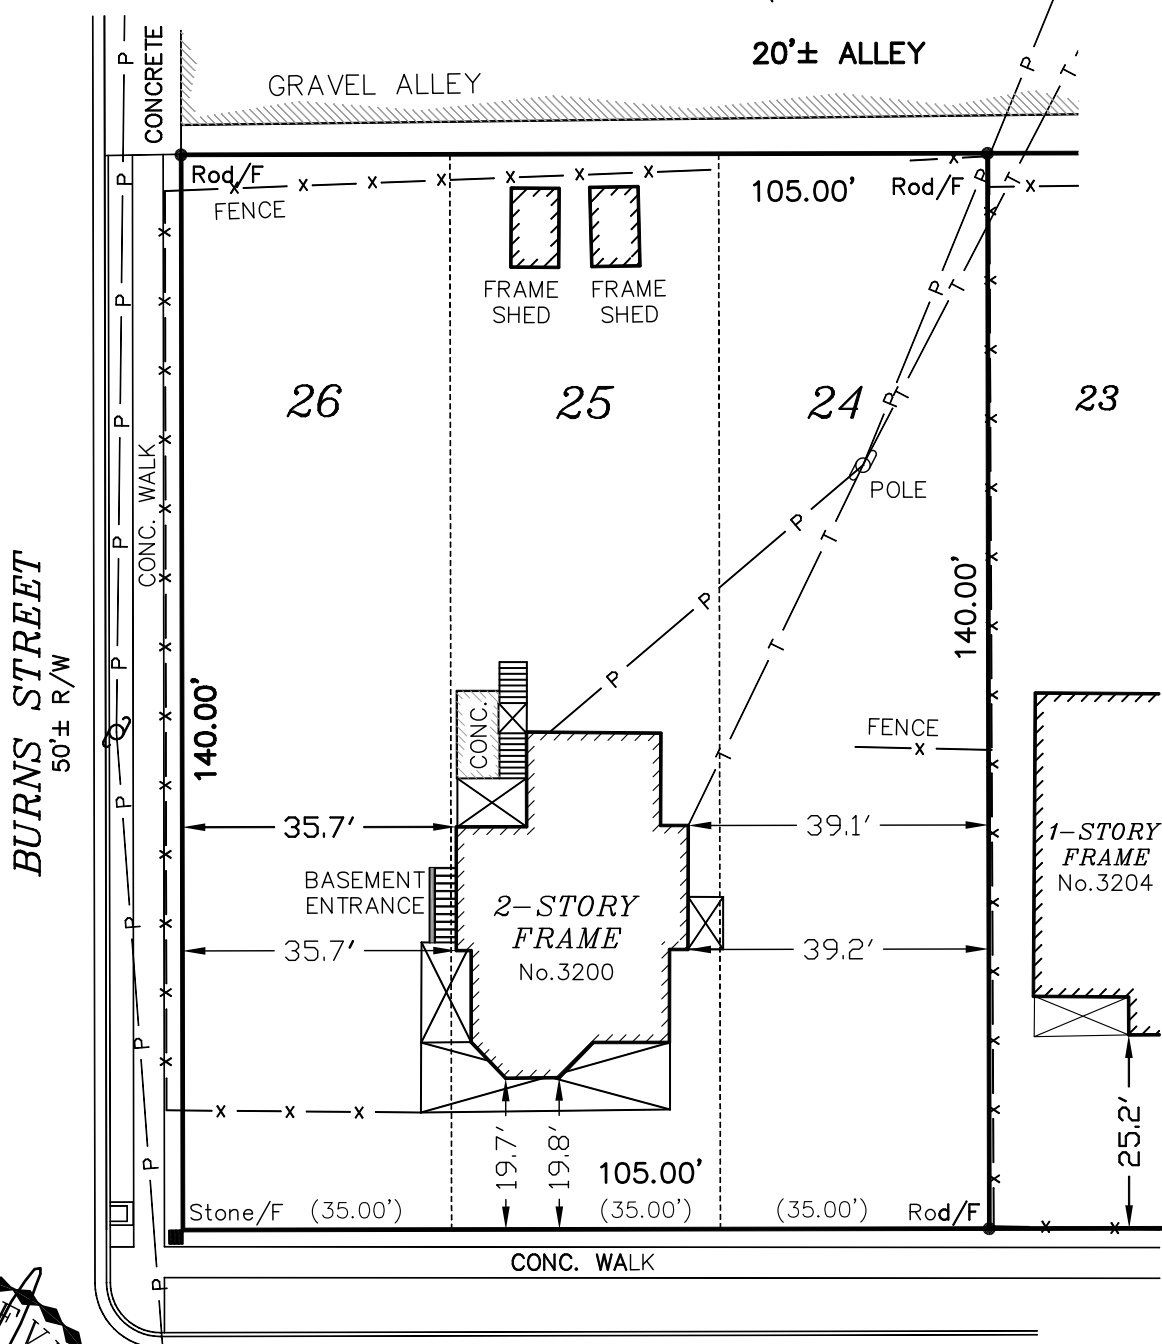 20'± ALLEY
GRAVEL ALLEY
CONCRETE
P
P
T
Rod/F
x x x x x x x x
FENCE
105.00'
Rod/F
FRAME
SHED
FRAME
SHED
26
25
24
23
POLE
CONC. WALK
BURNS STREET
50'± R/W
140.00'
140.00'
CONC.
FENCE
x
35.7'
39.1'
1-STORY
FRAME
No.3204
BASEMENT
ENTRANCE
2-STORY
FRAME
No.3200
35.7'
39.2'
x x x
19.7'
19.8'
25.2'
105.00'
Stone/F
(35.00')
(35.00')
(35.00')
Rod/F
CONC. WALK